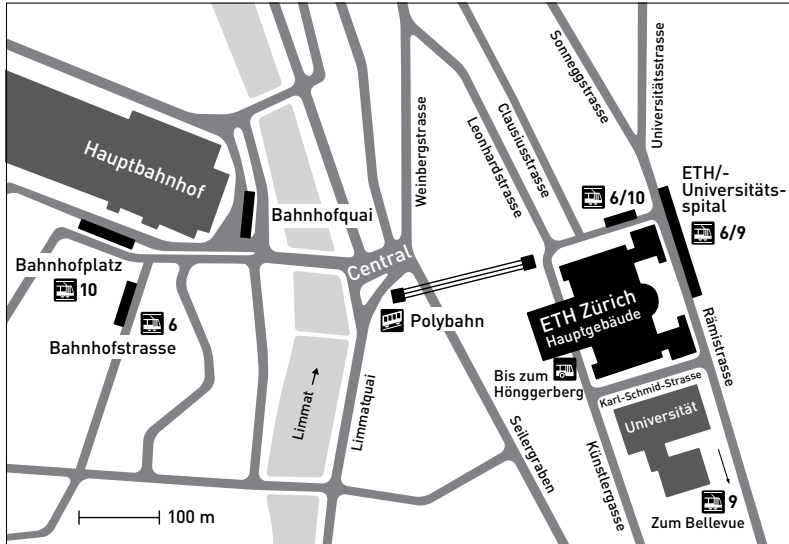 Hauptbahnhof
Bahnhofquai
Bahnhofplatz
10
6
Bahnhofstrasse
Central
Polybahn
Limmat →
Limmatquai
Weinbergstrasse
Leonhardstrasse
Clausiusstrasse
Sonneggstrasse
Universitätsstrasse
6/10
ETH/-
Universitäts-
spital
6/9
ETH Zürich
Hauptgebäude
Bis zum
Hönggerberg
Rämistrasse
Karl-Schmid-Strasse
Universität
Künstlergasse
Seilergraben
9
Zum Bellevue
100 m